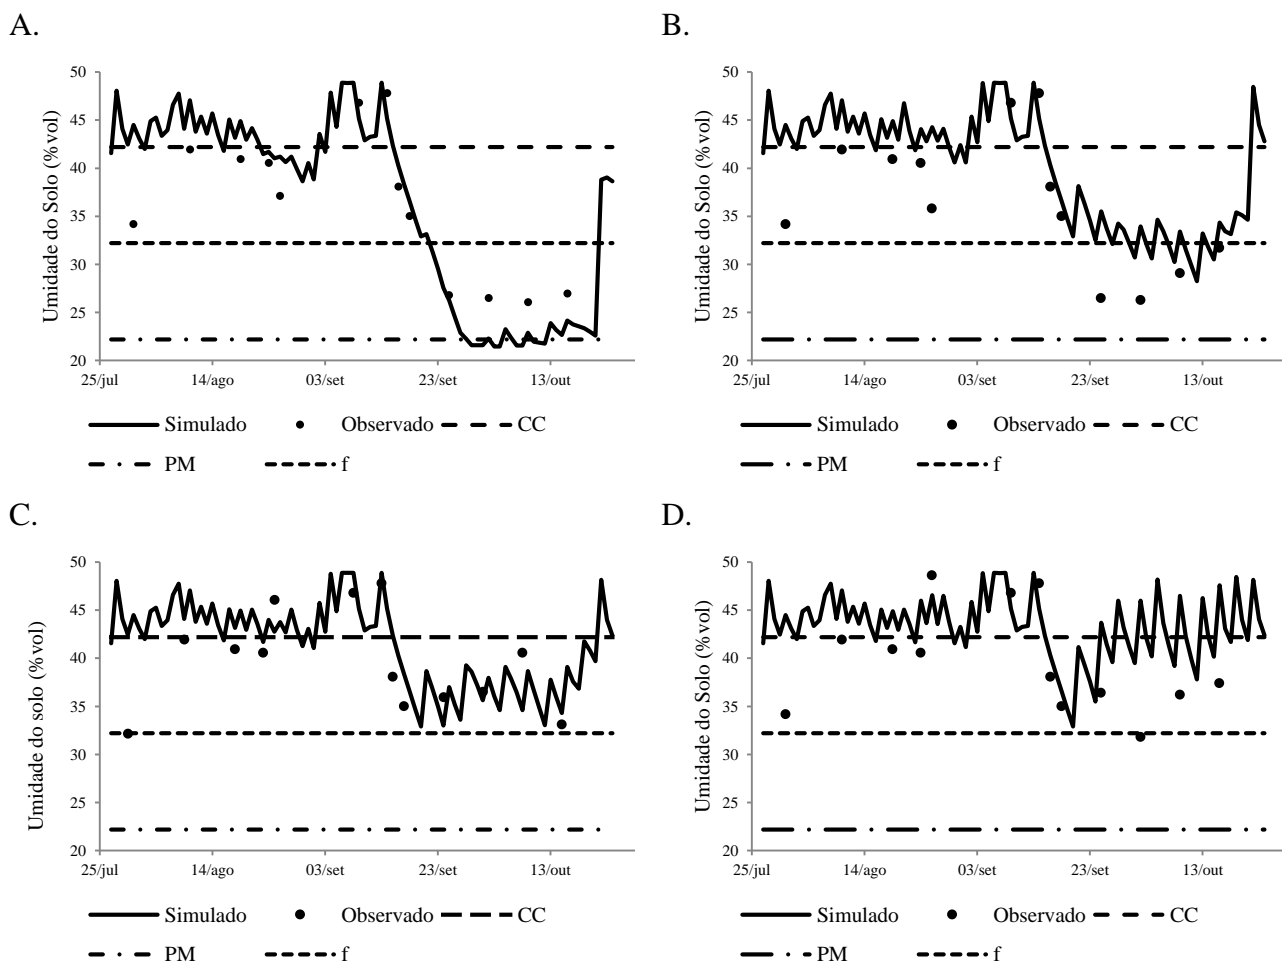 A.
Umidade do Solo (% vol)
50
45
40
35
30
25
20
25/jul 14/ago 03/set 23/set 13/out
Simulado Observado CC
PM f
B.
Umidade do Solo (% vol)
50
45
40
35
30
25
20
25/jul 14/ago 03/set 23/set 13/out
Simulado Observado CC
PM f
C.
Umidade do solo (% vol)
50
45
40
35
30
25
20
25/jul 14/ago 03/set 23/set 13/out
Simulado Observado CC
PM f
D.
Umidade do Solo (% vol)
50
45
40
35
30
25
20
25/jul 14/ago 03/set 23/set 13/out
Simulado Observado CC
PM f